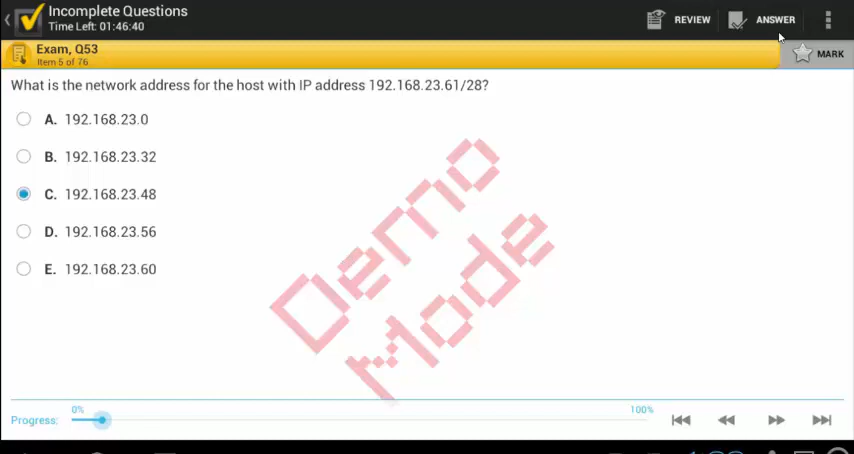 Incomplete Questions
Time Left: 01:46:40
REVIEW
ANSWER
Exam, Q53
Item 5 of 76
MARK
What is the network address for the host with IP address 192.168.23.61/28?
A. 192.168.23.0
B. 192.168.23.32
C. 192.168.23.48
D. 192.168.23.56
E. 192.168.23.60
Demo
Mode
0%
100%
Progress: